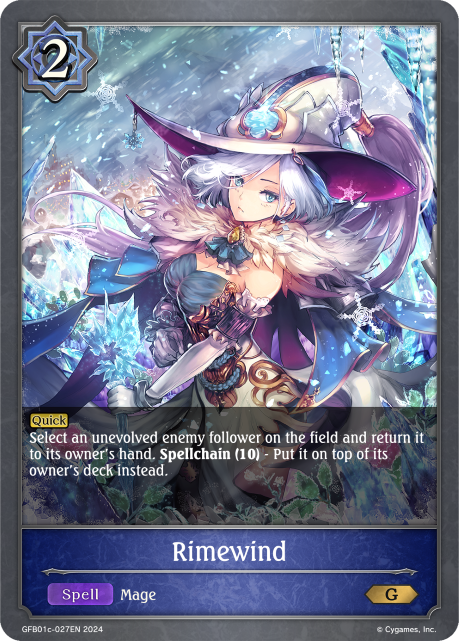 2
Quick
Select an unevolved enemy follower on the field and return it
to its owner's hand. Spellchain (10) - Put it on top of its
owner's deck instead.
Rimewind
Spell Mage G
GFB01c-027EN 2024 © Cygames, Inc.